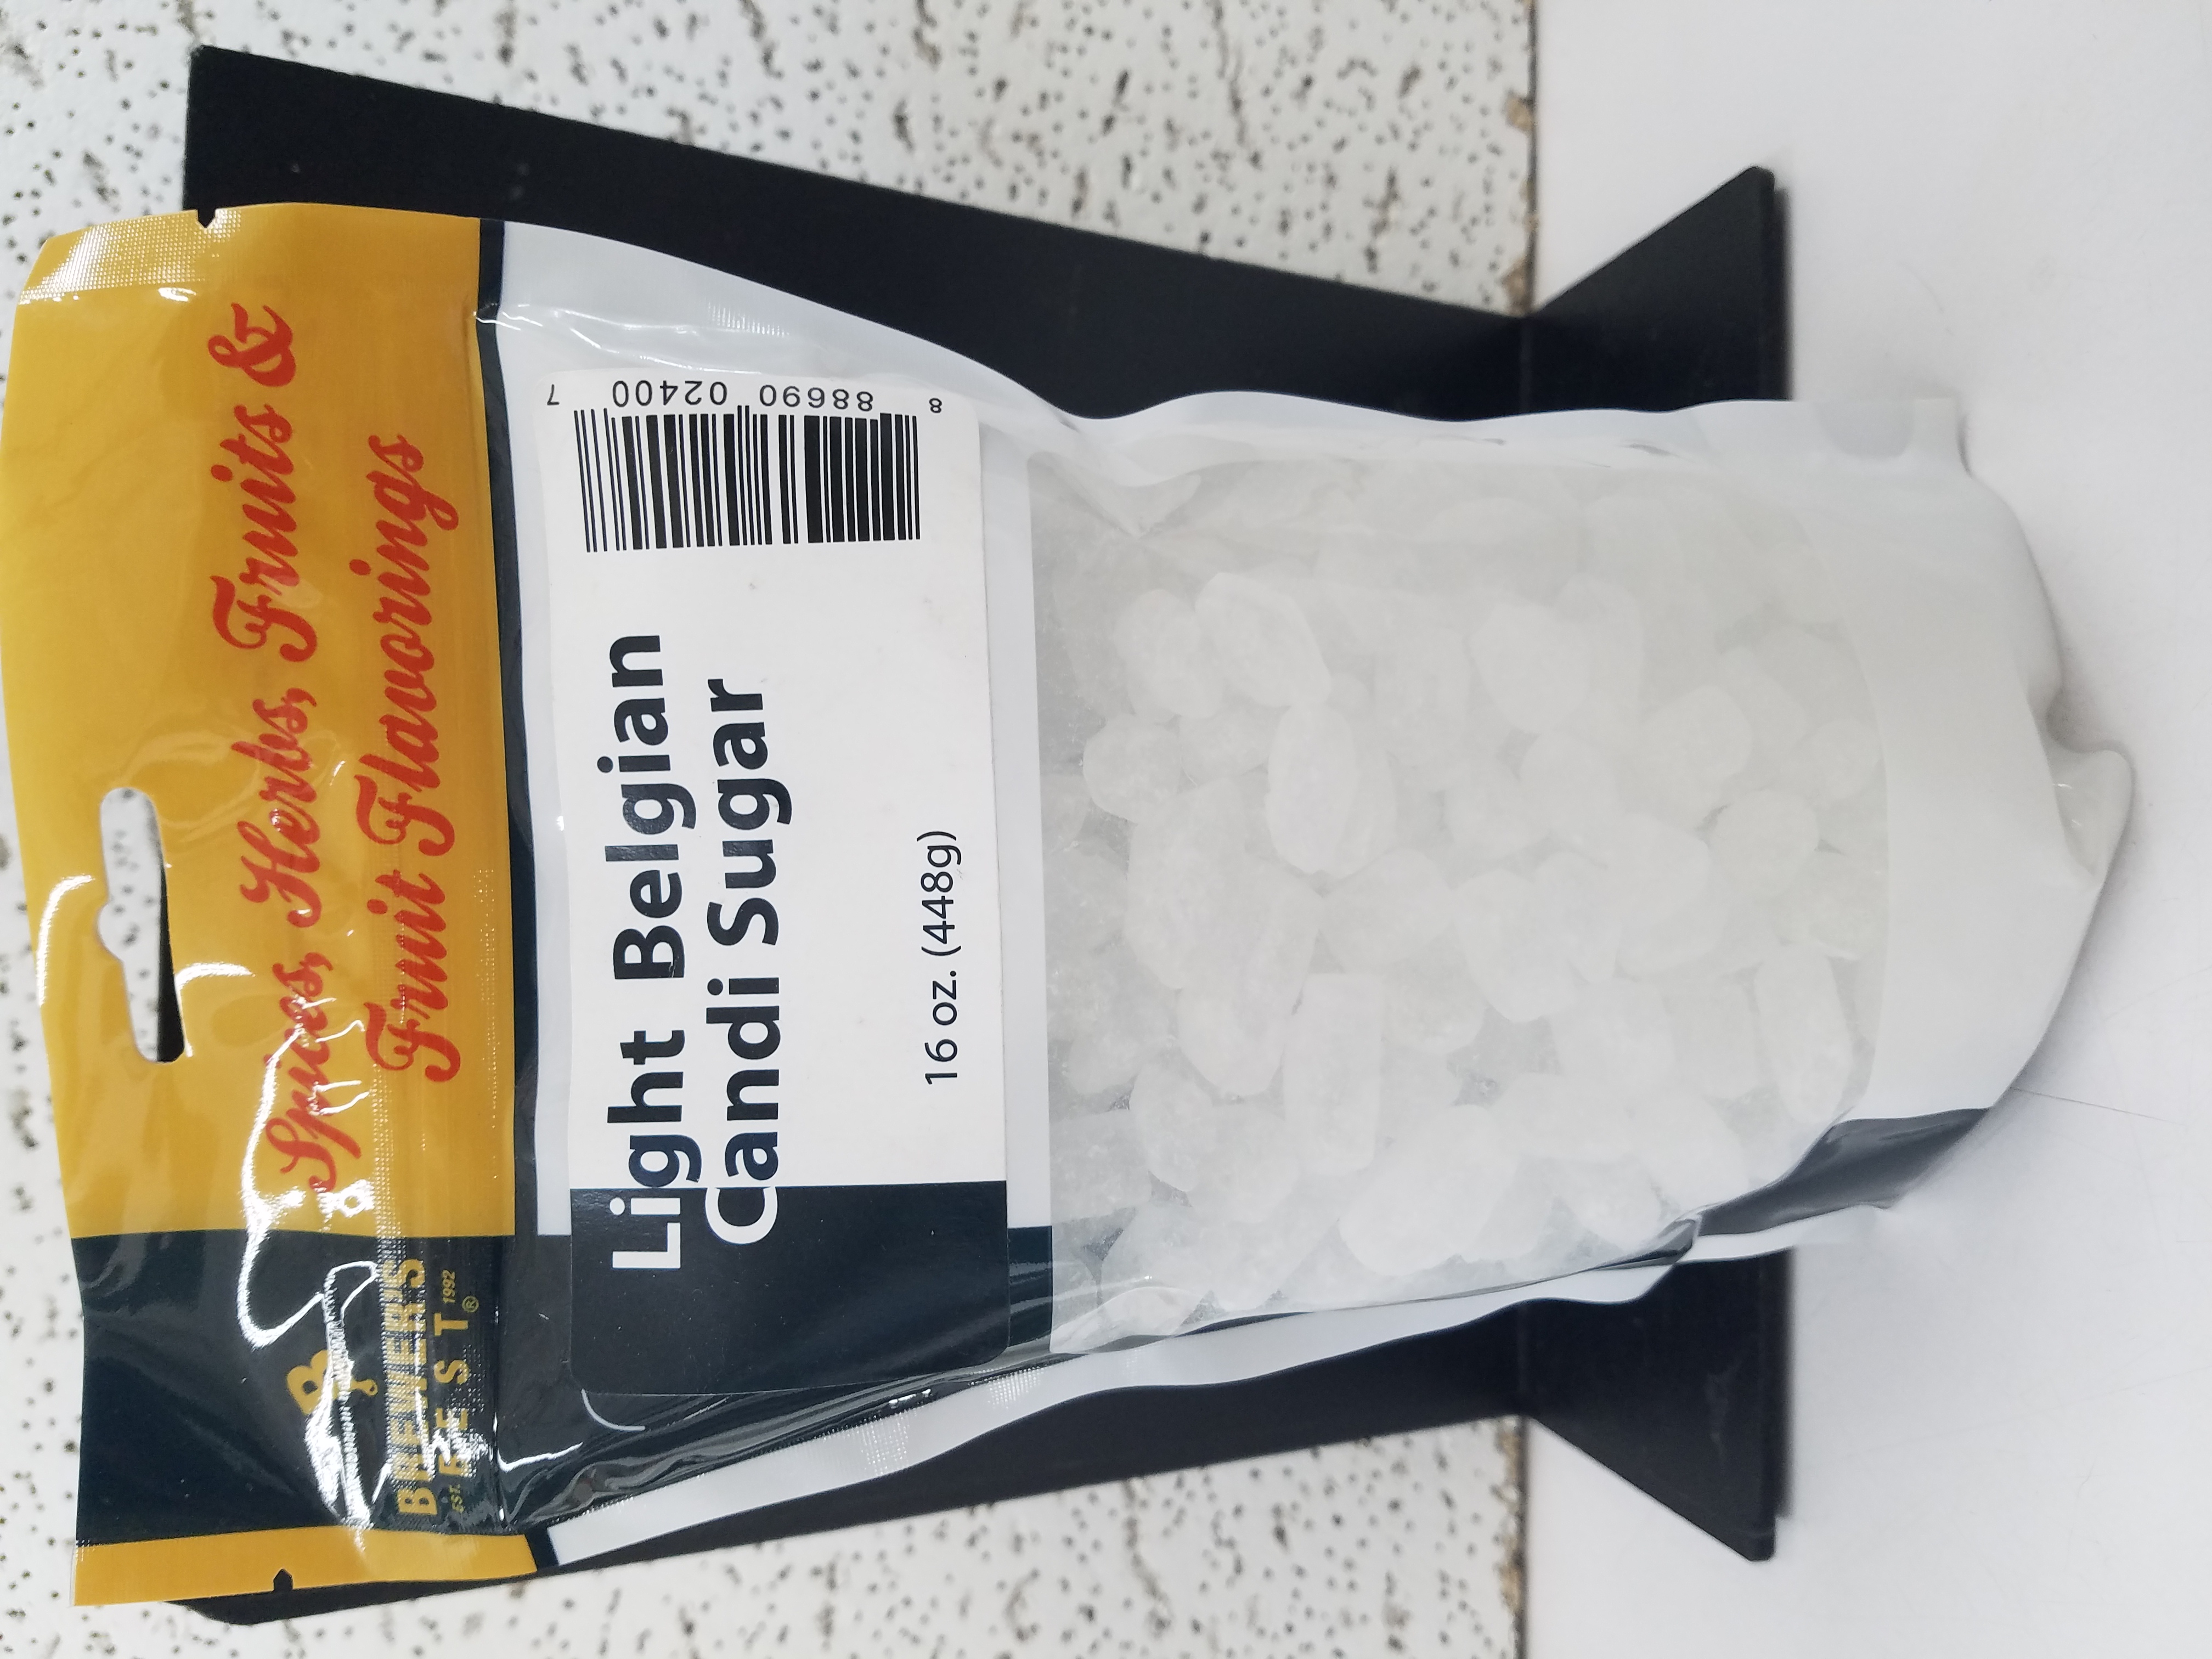 Spices, Herbs, Fruits &
Fruit Flavorings
BREWERS
EST. BEST® 1992
Light Belgian
Candi Sugar
16 oz. (448g)
8 88690 02400 7